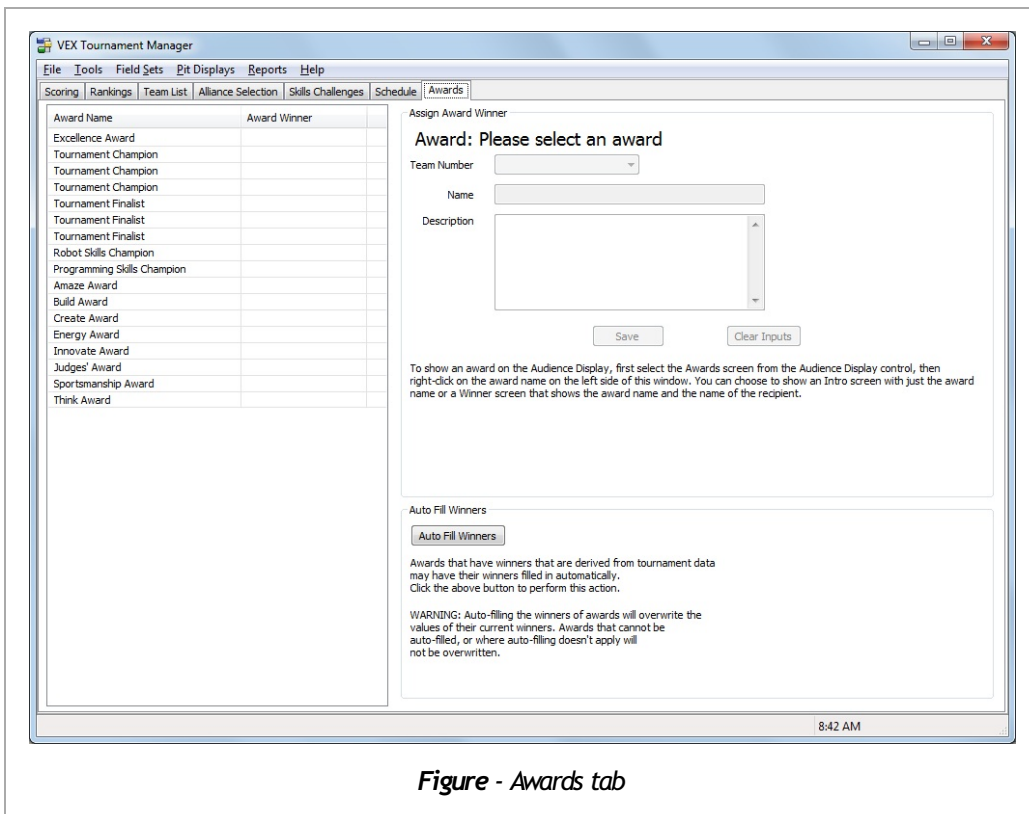 VEX Tournament Manager
File Tools Field Sets Pit Displays Reports Help
Scoring Rankings Team List Alliance Selection Skills Challenges Schedule Awards
Award Name Award Winner
Excellence Award
Tournament Champion
Tournament Champion
Tournament Champion
Tournament Finalist
Tournament Finalist
Tournament Finalist
Robot Skills Champion
Programming Skills Champion
Amaze Award
Build Award
Create Award
Energy Award
Innovate Award
Judges' Award
Sportsmanship Award
Think Award
Assign Award Winner
Award: Please select an award
Team Number
Name
Description
Save Clear Inputs
To show an award on the Audience Display, first select the Awards screen from the Audience Display control, then
right-click on the award name on the left side of this window. You can choose to show an Intro screen with just the award
name or a Winner screen that shows the award name and the name of the recipient.
Auto Fill Winners
Auto Fill Winners
Awards that have winners that are derived from tournament data
may have their winners filled in automatically.
Click the above button to perform this action.
WARNING: Auto-filling the winners of awards will overwrite the
values of their current winners. Awards that cannot be
auto-filled, or where auto-filling doesn't apply will
not be overwritten.
8:42 AM
Figure - Awards tab